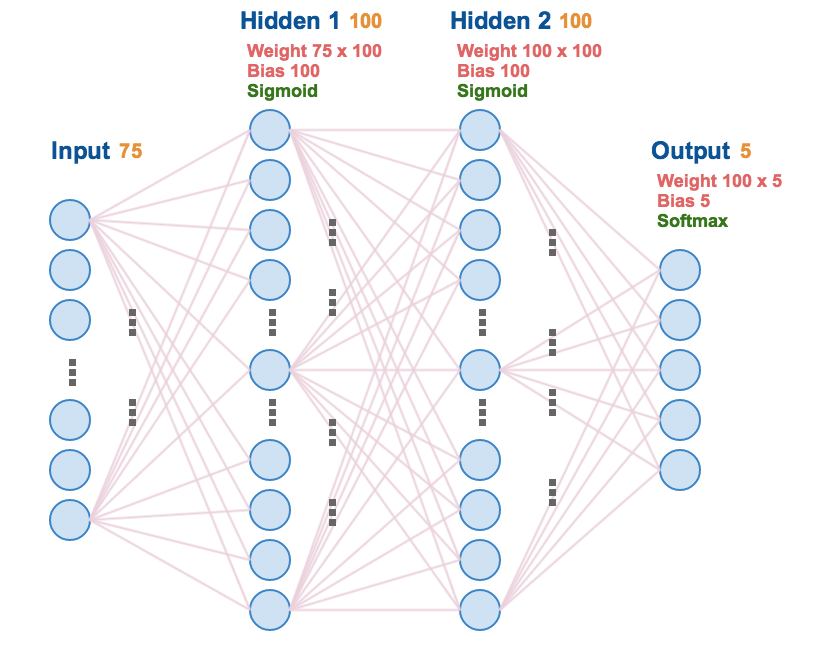 Hidden 1 100
Weight 75 x 100
Bias 100
Sigmoid
Hidden 2 100
Weight 100 x 100
Bias 100
Sigmoid
Input 75
Output 5
Weight 100 x 5
Bias 5
Softmax